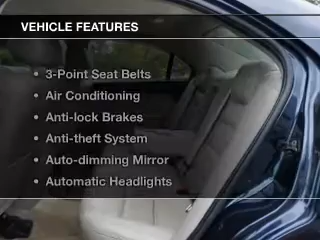 VEHICLE FEATURES
• 3-Point Seat Belts
• Air Conditioning
• Anti-lock Brakes
• Anti-theft System
• Auto-dimming Mirror
• Automatic Headlights